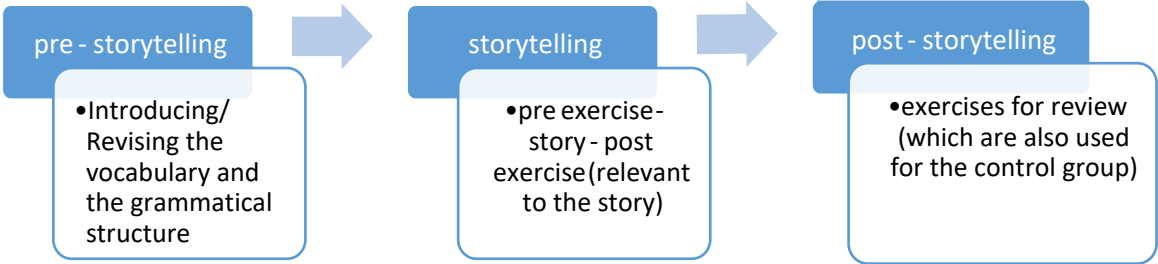 pre - storytelling
•Introducing/
Revising the
vocabulary and
the grammatical
structure
storytelling
•pre exercise -
story - post
exercise (relevant
to the story)
post - storytelling
•exercises for review
(which are also used
for the control group)